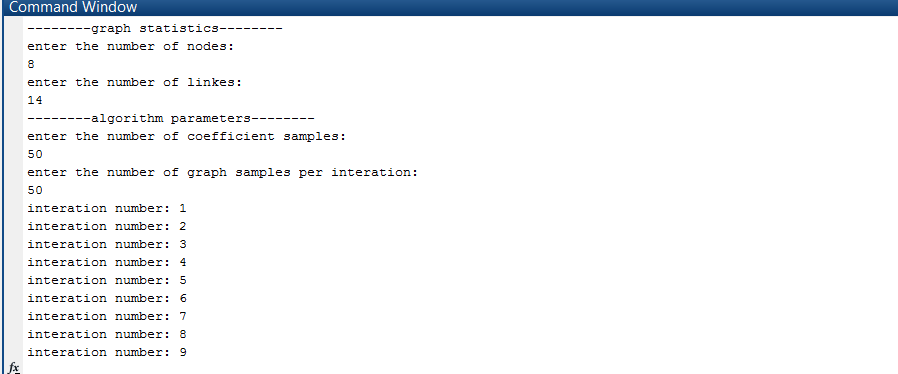 Command Window
--------graph statistics--------
enter the number of nodes:
8
enter the number of linkes:
14
--------algorithm parameters--------
enter the number of coefficient samples:
50
enter the number of graph samples per interation:
50
interation number: 1
interation number: 2
interation number: 3
interation number: 4
interation number: 5
interation number: 6
interation number: 7
interation number: 8
interation number: 9
fx